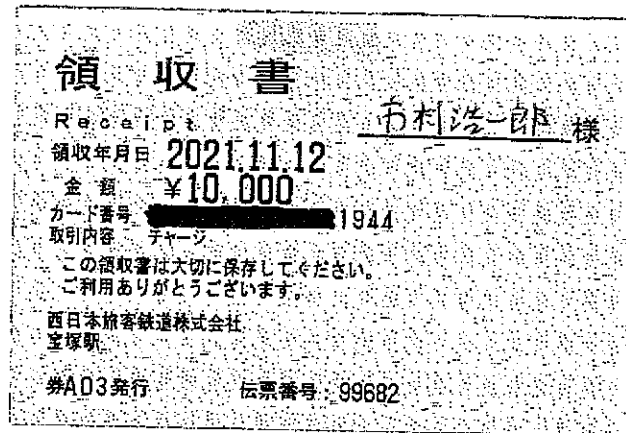 領収書
Receipt
市村浩一郎 様
領収年月日 2021.11.12
金額 ¥10,000
カード番号 1944
取引内容 チャージ
この領収書は大切に保存してください。
ご利用ありがとうございます。
西日本旅客鉄道株式会社
宝塚駅
券A03発行 伝票番号：99682